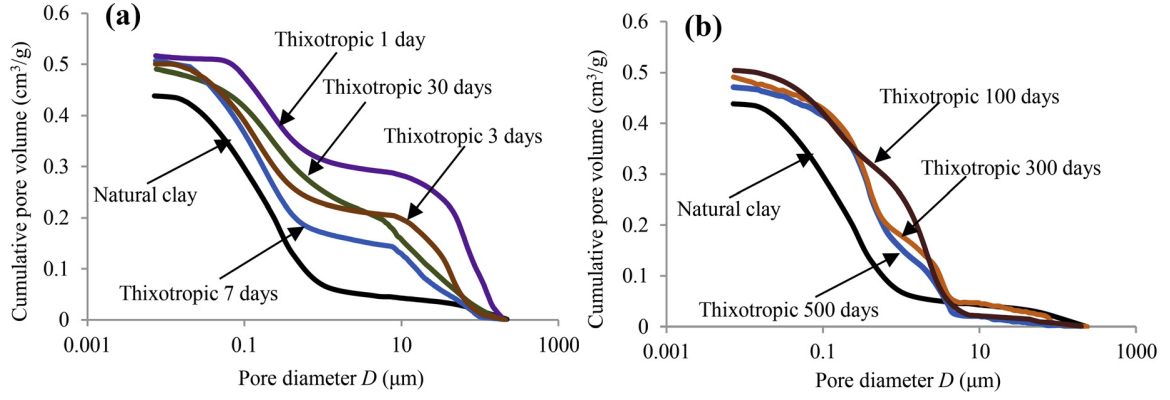 (a)
Cumulative pore volume (cm³/g)
0.6
0.5
0.4
0.3
0.2
0.1
0
Thixotropic 1 day
Thixotropic 30 days
Thixotropic 3 days
Natural clay
Thixotropic 7 days
0.001
0.1
10
1000
Pore diameter D (μm)
(b)
Cumulative pore volume (cm³/g)
0.6
0.5
0.4
0.3
0.2
0.1
0
Thixotropic 100 days
Thixotropic 300 days
Natural clay
Thixotropic 500 days
0.001
0.1
10
1000
Pore diameter D (μm)